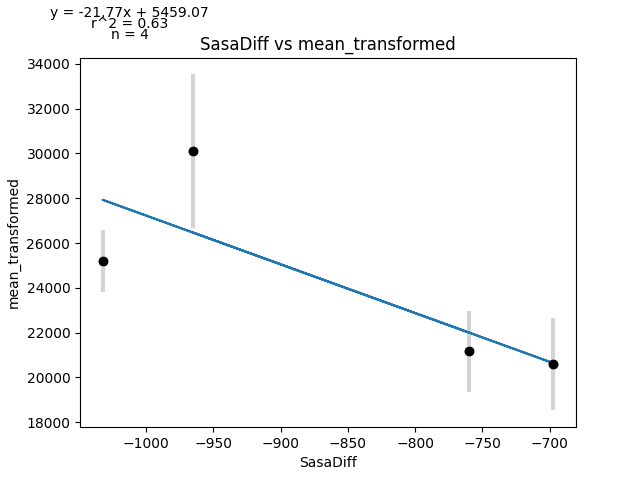 y = -21.77x + 5459.07
r^2 = 0.63
n = 4
SasaDiff vs mean_transformed
34000
32000
30000
28000
26000
24000
22000
20000
18000
mean_transformed
−1000
−950
−900
−850
−800
−750
−700
SasaDiff